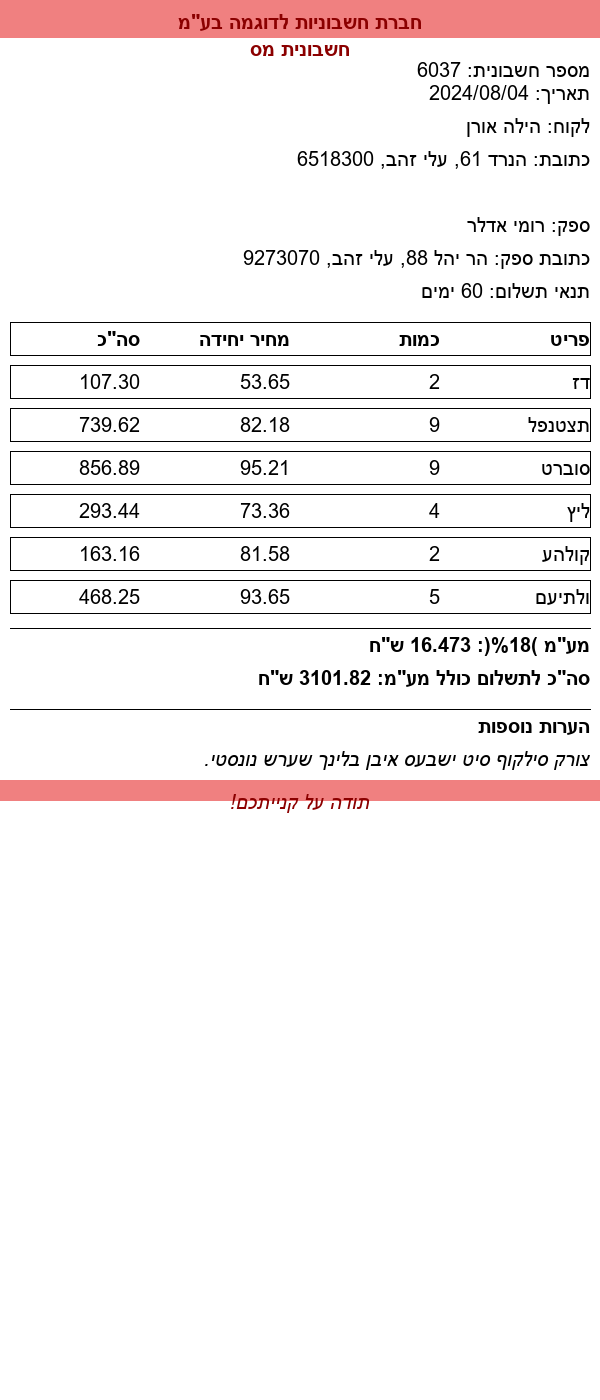 חברת חשבוניות לדוגמה בע"מ
חשבונית מס
מספר חשבונית: 6037
תאריך: 2024/08/04
לקוח: הילה אורן
כתובת: הנרד 61, עלי זהב, 6518300
ספק: רומי אדלר
כתובת ספק: הר יהל 88, עלי זהב, 9273070
תנאי תשלום: 60 ימים
פריט כמות מחיר יחידה סה"כ
דז 2 53.65 107.30
תצטנפל 9 82.18 739.62
סוברט 9 95.21 856.89
ליץ 4 73.36 293.44
קולהע 2 81.58 163.16
ולתיעם 5 93.65 468.25
מע"מ )18%(: 16.473 ש"ח
סה"כ לתשלום כולל מע"מ: 3101.82 ש"ח
הערות נוספות
צורק סילקוף סיט ישבעס איבן בלינך שערש נונסטי.
תודה על קנייתכם!